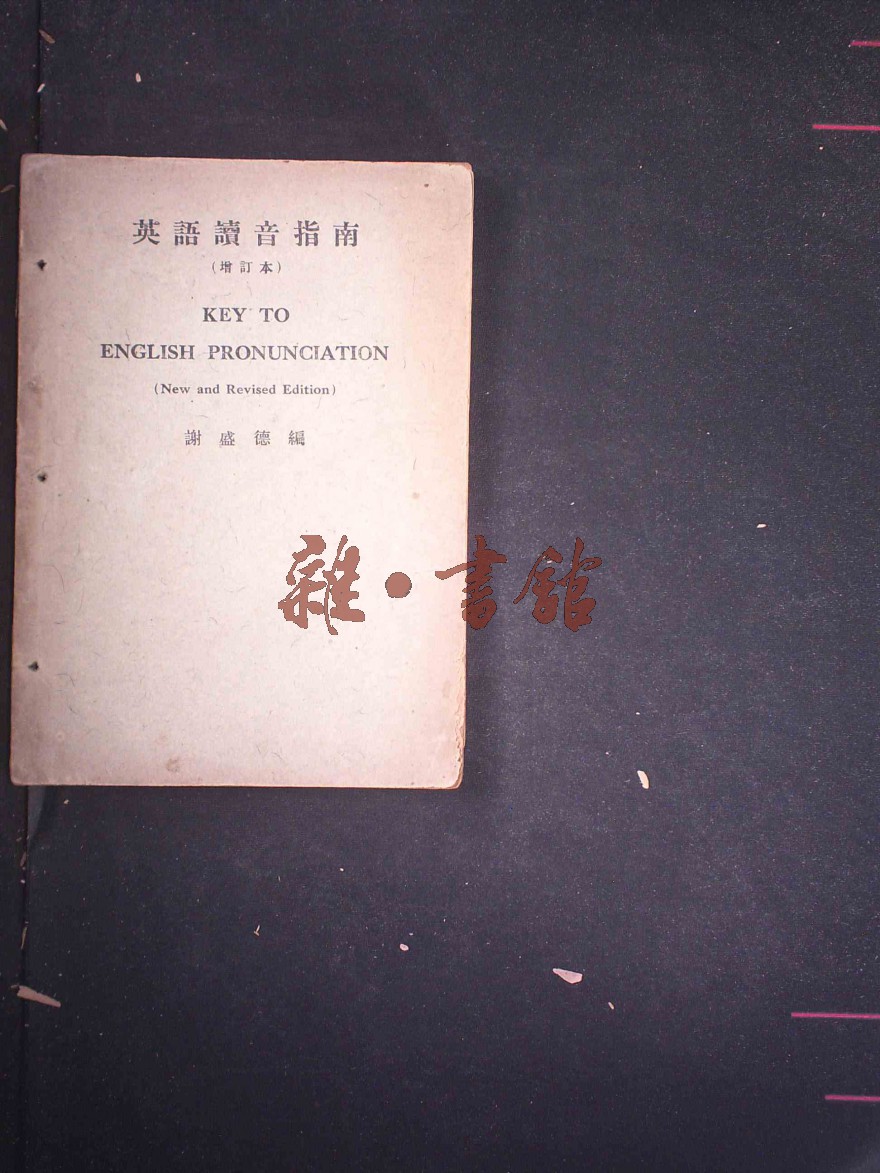 英語讀音指南
(增訂本)
KEY TO
ENGLISH PRONUNCIATION
(New and Revised Edition)
謝盛德編
雜·書館